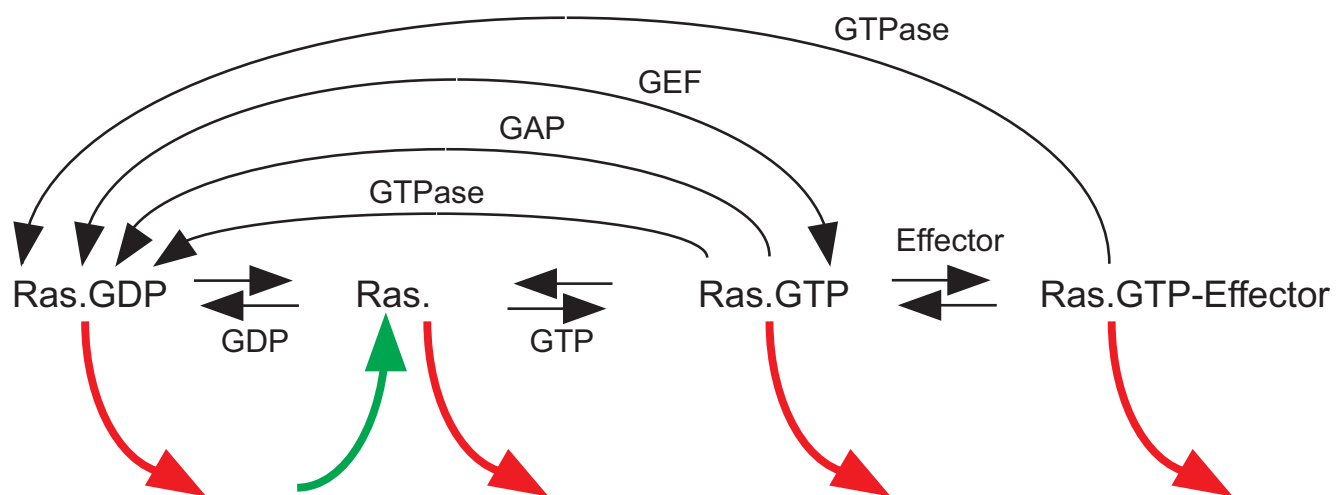 GTPase
GEF
GAP
GTPase
Effector
Ras.GDP
Ras.
Ras.GTP
Ras.GTP-Effector
GDP
GTP